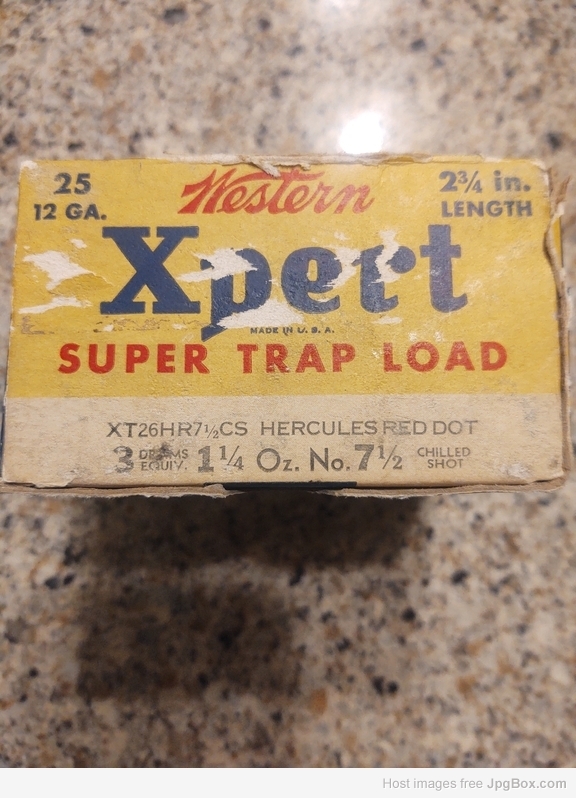 25
12 GA.
Western
2¾ in.
LENGTH
Xpert
MADE IN U.S.A.
SUPER TRAP LOAD
XT26HR7½CS HERCULES RED DOT
3 DRAMS EQUIV. 1¼ Oz. No. 7½ CHILLED SHOT
Host images free JpgBox.com